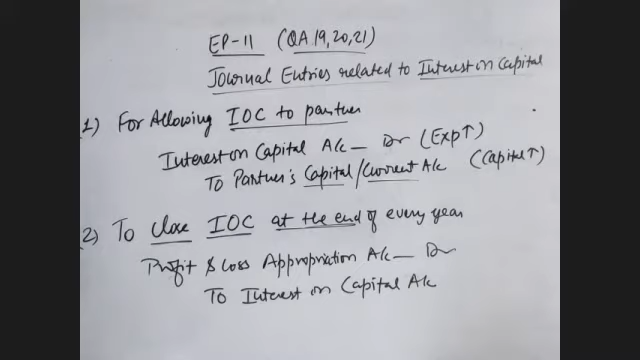 EP-11 (QA 19,20,21)
Journal Entries related to Interest on Capital
(1) For Allowing IOC to partner
Interest on Capital A/c — Dr (Exp↑)
To Partner's Capital/Current A/c (Capital↑)
(2) To Close IOC at the end of every year
Profit & Loss Appropriation A/c — Dr
To Interest on Capital A/c